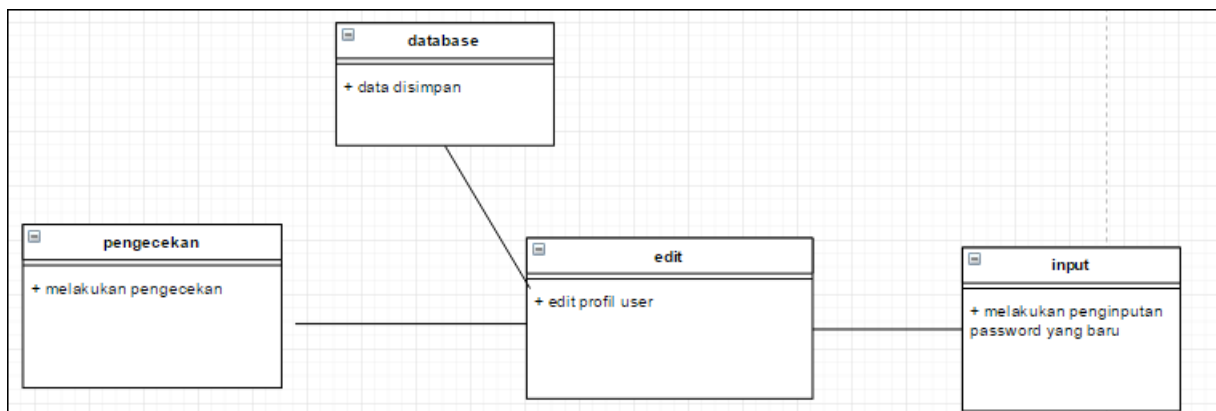 database
+ data disimpan
pengecekan
+ melakukan pengecekan
edit
+ edit profil user
input
+ melakukan penginputan
password yang baru